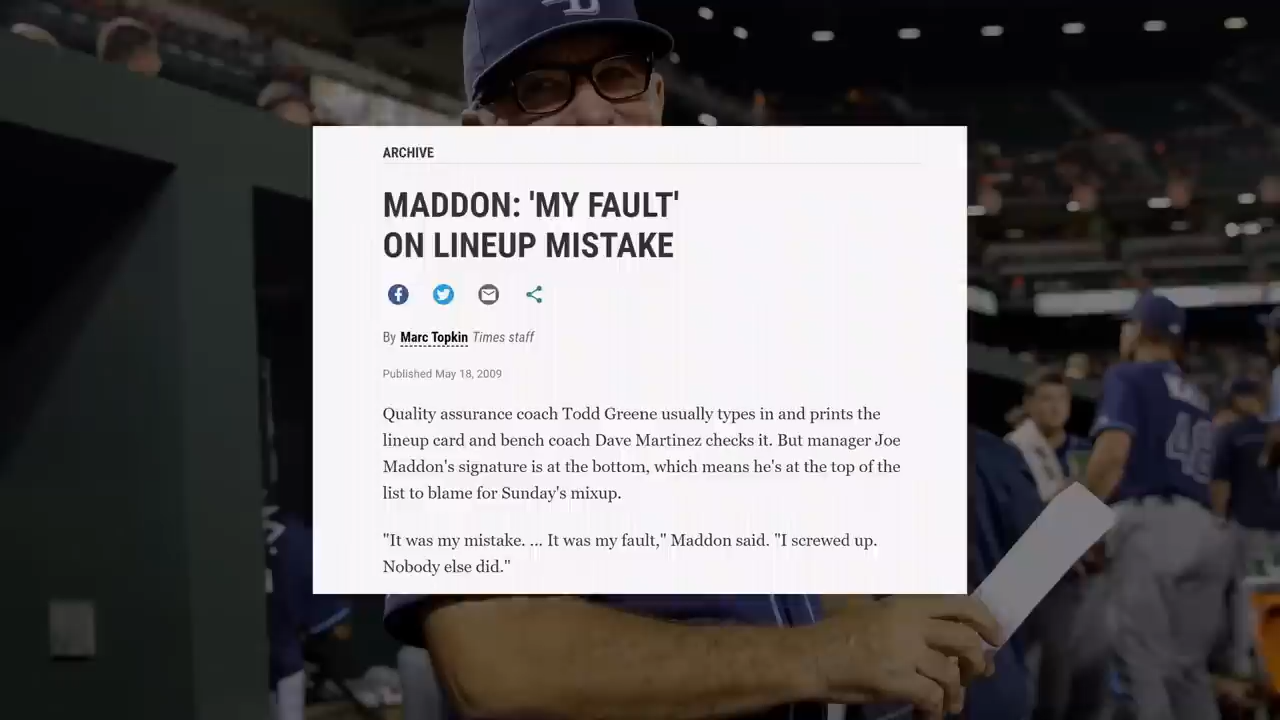 ARCHIVE
MADDON: 'MY FAULT'
ON LINEUP MISTAKE
By Marc Topkin Times staff
Published May 18, 2009
Quality assurance coach Todd Greene usually types in and prints the
lineup card and bench coach Dave Martinez checks it. But manager Joe
Maddon's signature is at the bottom, which means he's at the top of the
list to blame for Sunday's mixup.
"It was my mistake. ... It was my fault," Maddon said. "I screwed up.
Nobody else did."